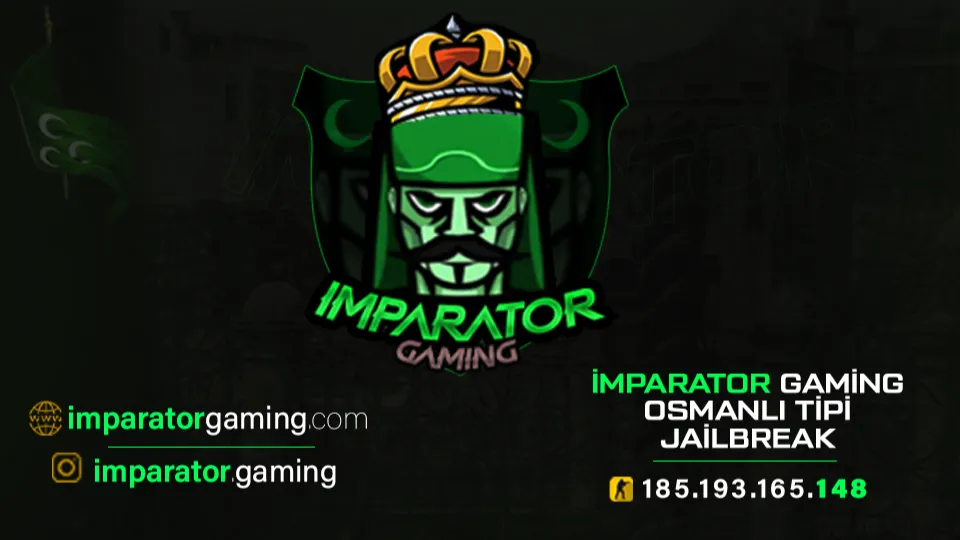 IMPARATOR
GAMING
imparatorgaming.com
imparator.gaming
İMPARATOR GAMİNG
OSMANLI TİPİ
JAİLBREAK
185.193.165.148